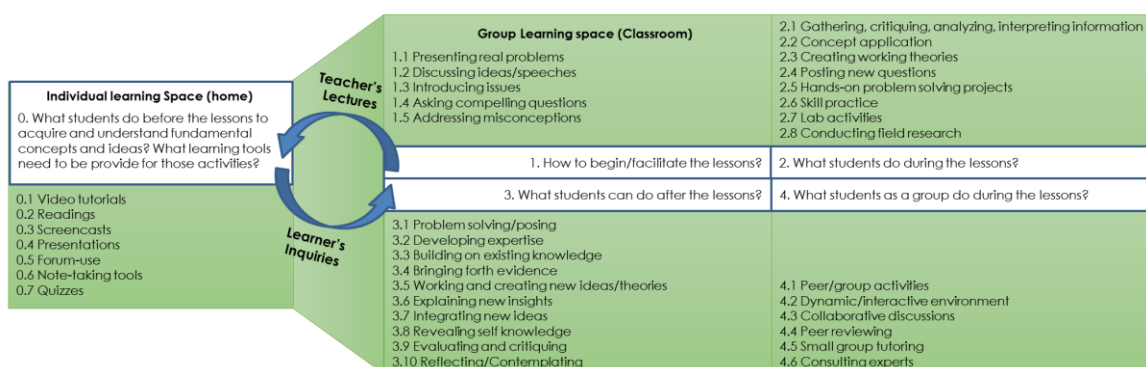 Individual learning Space (home)
0. What students do before the lessons to
acquire and understand fundamental
concepts and ideas? What learning tools
need to be provide for those activities?
0.1 Video tutorials
0.2 Readings
0.3 Screencasts
0.4 Presentations
0.5 Forum-use
0.6 Note-taking tools
0.7 Quizzes
Teacher's
Lectures
Learner's
Inquiries
Group Learning space (Classroom)
1.1 Presenting real problems
1.2 Discussing ideas/speeches
1.3 Introducing issues
1.4 Asking compelling questions
1.5 Addressing misconceptions
2.1 Gathering, critiquing, analyzing, interpreting information
2.2 Concept application
2.3 Creating working theories
2.4 Posting new questions
2.5 Hands-on problem solving projects
2.6 Skill practice
2.7 Lab activities
2.8 Conducting field research
1. How to begin/facilitate the lessons?
2. What students do during the lessons?
3. What students can do after the lessons?
4. What students as a group do during the lessons?
3.1 Problem solving/posing
3.2 Developing expertise
3.3 Building on existing knowledge
3.4 Bringing forth evidence
3.5 Working and creating new ideas/theories
3.6 Explaining new insights
3.7 Integrating new ideas
3.8 Revealing self knowledge
3.9 Evaluating and critiquing
3.10 Reflecting/Contemplating
4.1 Peer/group activities
4.2 Dynamic/interactive environment
4.3 Collaborative discussions
4.4 Peer reviewing
4.5 Small group tutoring
4.6 Consulting experts